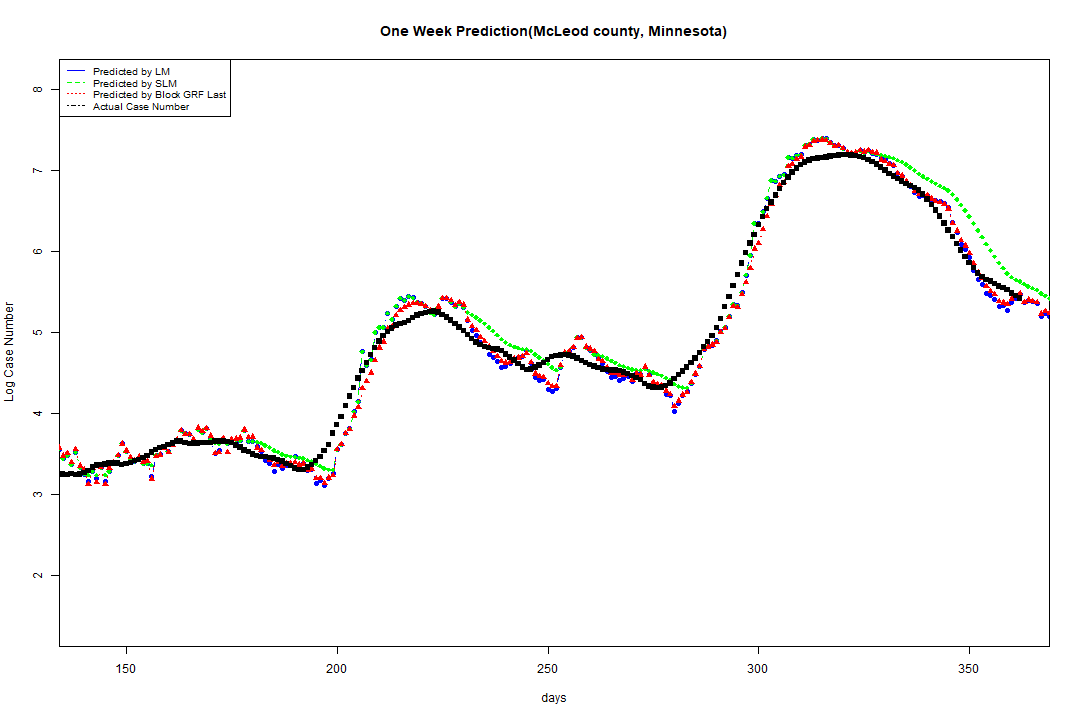 One Week Prediction(McLeod county, Minnesota)
Predicted by LM
Predicted by SLM
Predicted by Block GRF Last
Actual Case Number
8
7
6
5
4
3
2
Log Case Number
150 200 250 300 350
days